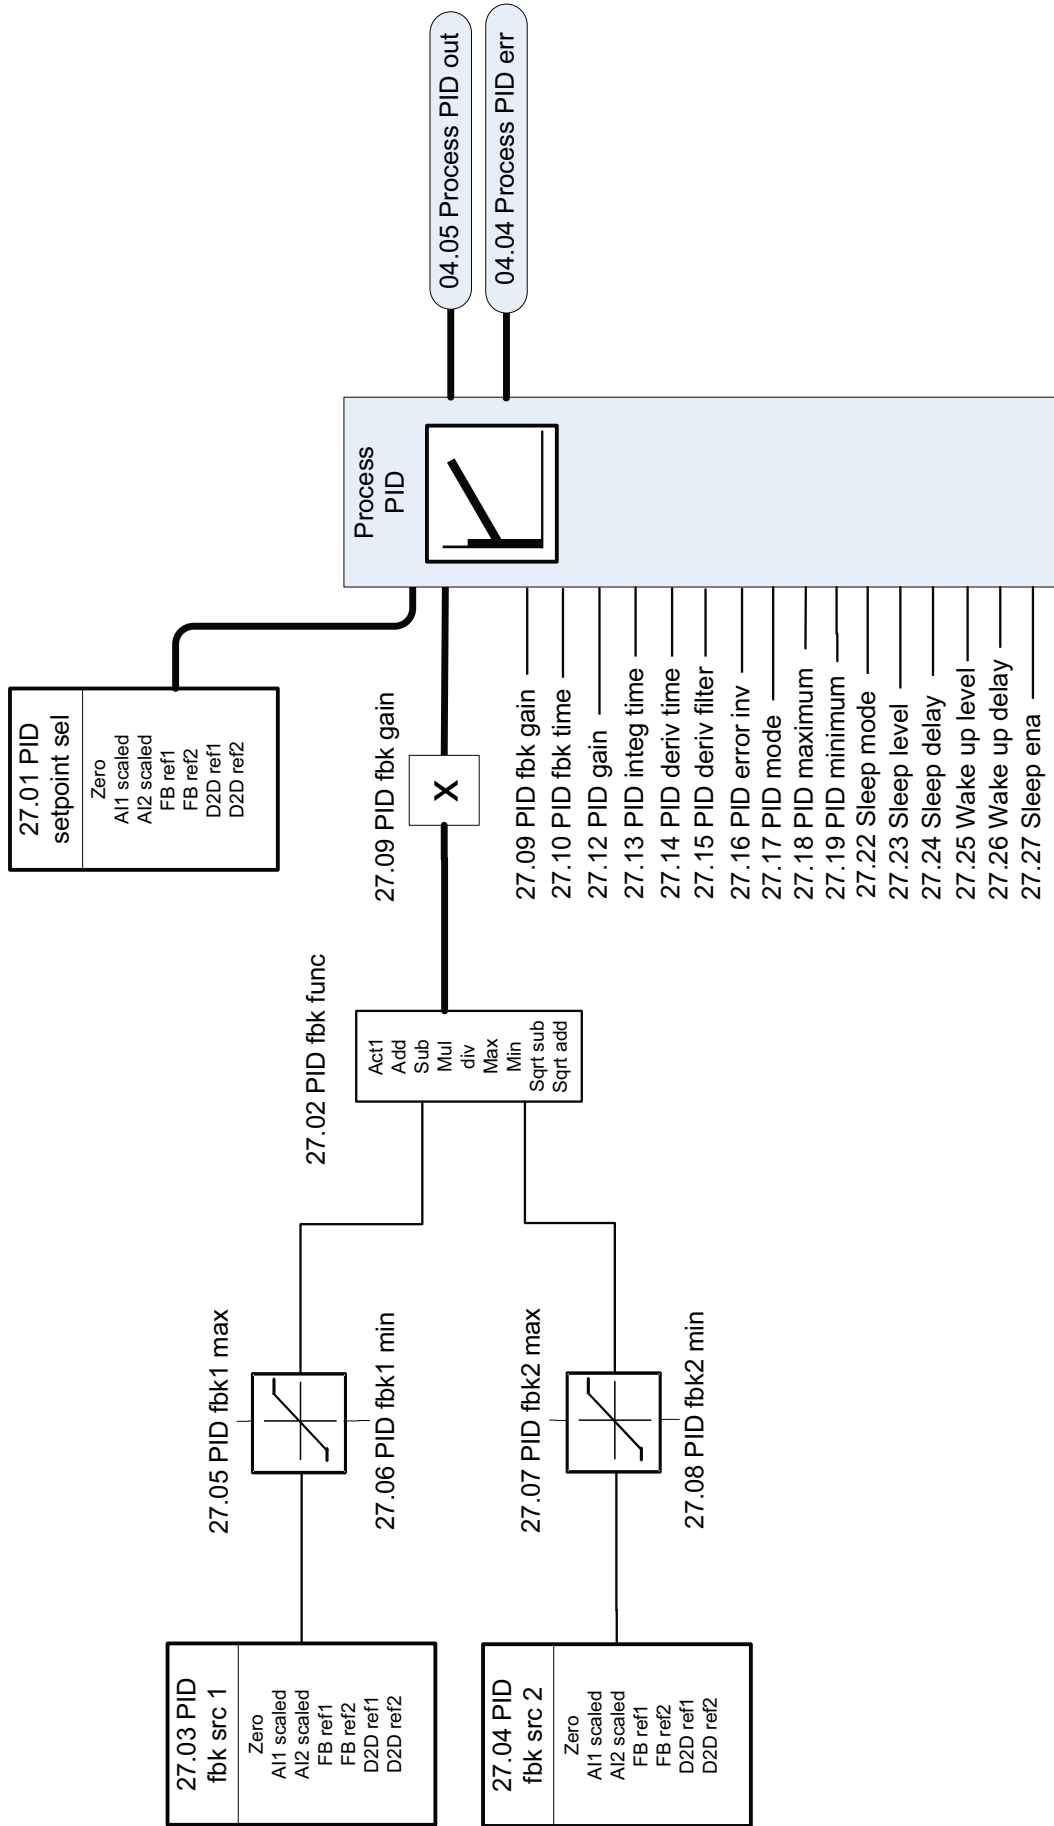 27.03 PID
fbk src 1
Zero
AI1 scaled
AI2 scaled
FB ref1
FB ref2
D2D ref1
D2D ref2
27.05 PID fbk1 max
27.06 PID fbk1 min
27.04 PID
fbk src 2
Zero
AI1 scaled
AI2 scaled
FB ref1
FB ref2
D2D ref1
D2D ref2
27.07 PID fbk2 max
27.08 PID fbk2 min
27.02 PID fbk func
Act1
Add
Sub
Mul
div
Max
Min
Sqrt sub
Sqrt add
27.01 PID
setpoint sel
Zero
AI1 scaled
AI2 scaled
FB ref1
FB ref2
D2D ref1
D2D ref2
27.09 PID fbk gain
X
27.09 PID fbk gain
27.10 PID fbk time
27.12 PID gain
27.13 PID integ time
27.14 PID deriv time
27.15 PID deriv filter
27.16 PID error inv
27.17 PID mode
27.18 PID maximum
27.19 PID minimum
27.22 Sleep mode
27.23 Sleep level
27.24 Sleep delay
27.25 Wake up level
27.26 Wake up delay
27.27 Sleep ena
Process
PID
04.05 Process PID out
04.04 Process PID err